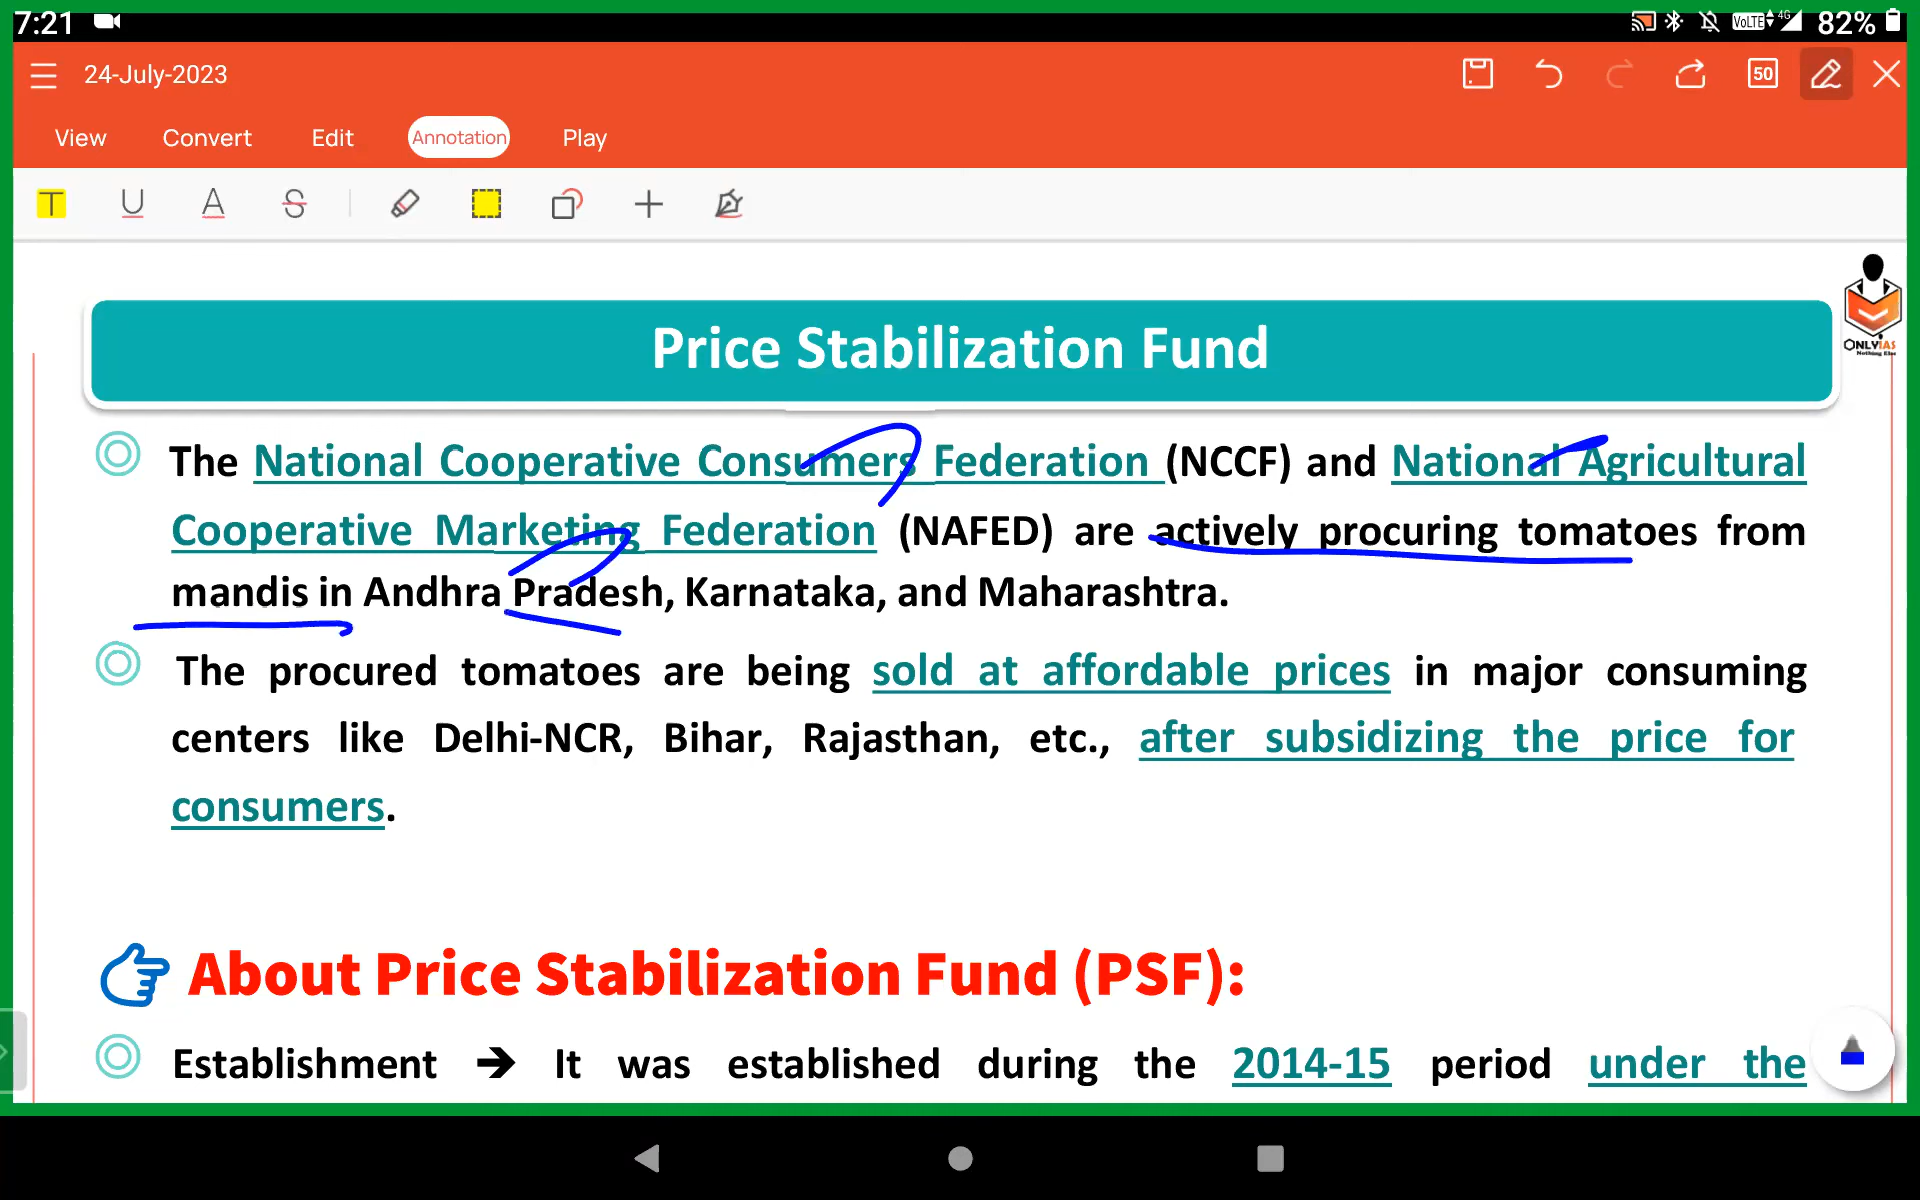 7:21
VoLTE 4G 82%
24-July-2023
50
View Convert Edit Annotation Play
T U A S
Price Stabilization Fund
ONLYIAS
Nothing Else
The National Cooperative Consumers Federation (NCCF) and National Agricultural
Cooperative Marketing Federation (NAFED) are actively procuring tomatoes from
mandis in Andhra Pradesh, Karnataka, and Maharashtra.
The procured tomatoes are being sold at affordable prices in major consuming
centers like Delhi-NCR, Bihar, Rajasthan, etc., after subsidizing the price for
consumers.
About Price Stabilization Fund (PSF):
Establishment ➔ It was established during the 2014-15 period under the